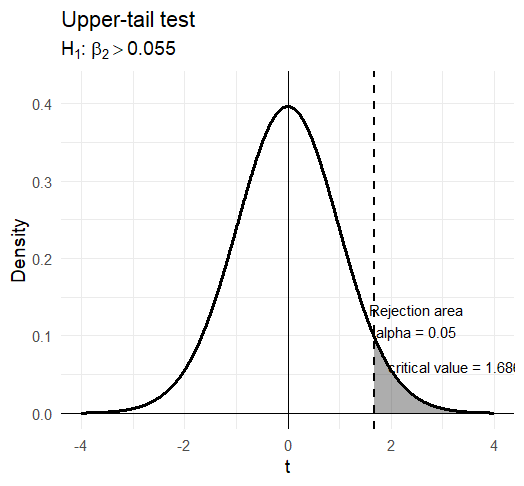 Upper-tail test
H₁: β₂ > 0.055
Density
0.4
0.3
0.2
0.1
0.0
Rejection area
alpha = 0.05
critical value = 1.686
-4
-2
0
2
4
t